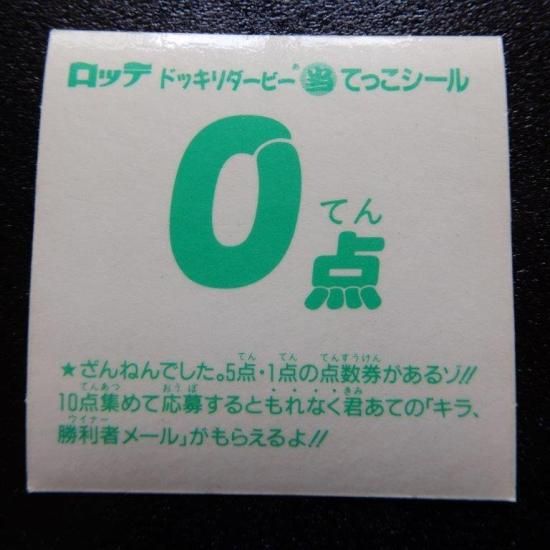 ロッテ ドッキリダービー 当てっこシール
0
てん
点
★ざんねんでした。5点・1点の点数券があるゾ!!
10点集めて応募するともれなく君あての「キラ、
勝利者メール」がもらえるよ!!